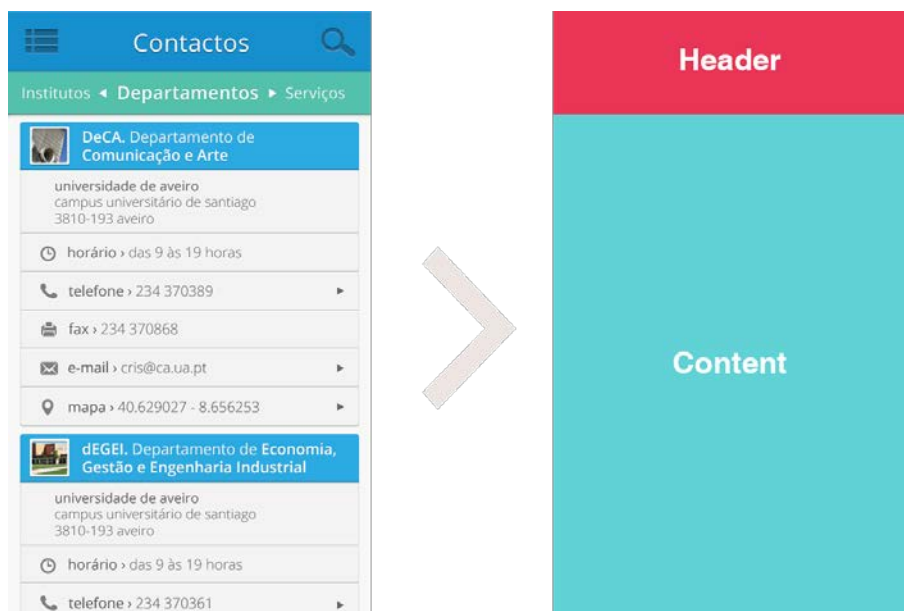 Contactos
Institutos ◂ Departamentos ▸ Serviços
DeCA. Departamento de
Comunicação e Arte
universidade de aveiro
campus universitário de santiago
3810-193 aveiro
horário › das 9 às 19 horas
telefone › 234 370389
fax › 234 370868
e-mail › cris@ca.ua.pt
mapa › 40.629027 - 8.656253
dEGEI. Departamento de Economia,
Gestão e Engenharia Industrial
universidade de aveiro
campus universitário de santiago
3810-193 aveiro
horário › das 9 às 19 horas
telefone › 234 370361
Header
Content